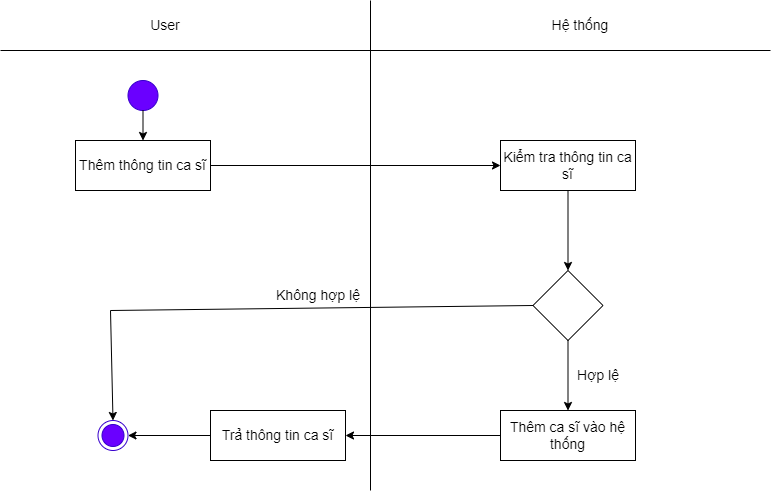 User
Hệ thống
Thêm thông tin ca sĩ
Kiểm tra thông tin ca
sĩ
Không hợp lệ
Hợp lệ
Trả thông tin ca sĩ
Thêm ca sĩ vào hệ
thống